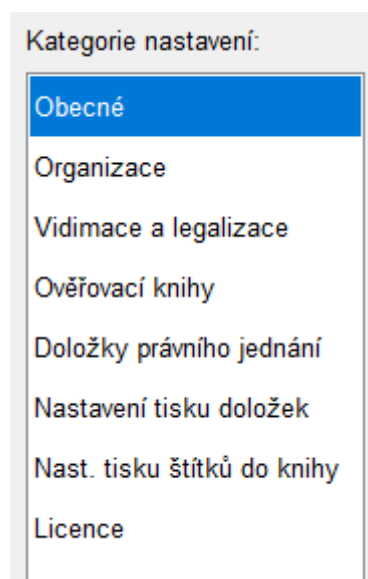 Kategorie nastavení:
Obecné
Organizace
Vidimace a legalizace
Ověřovací knihy
Doložky právního jednání
Nastavení tisku doložek
Nast. tisku štítků do knihy
Licence